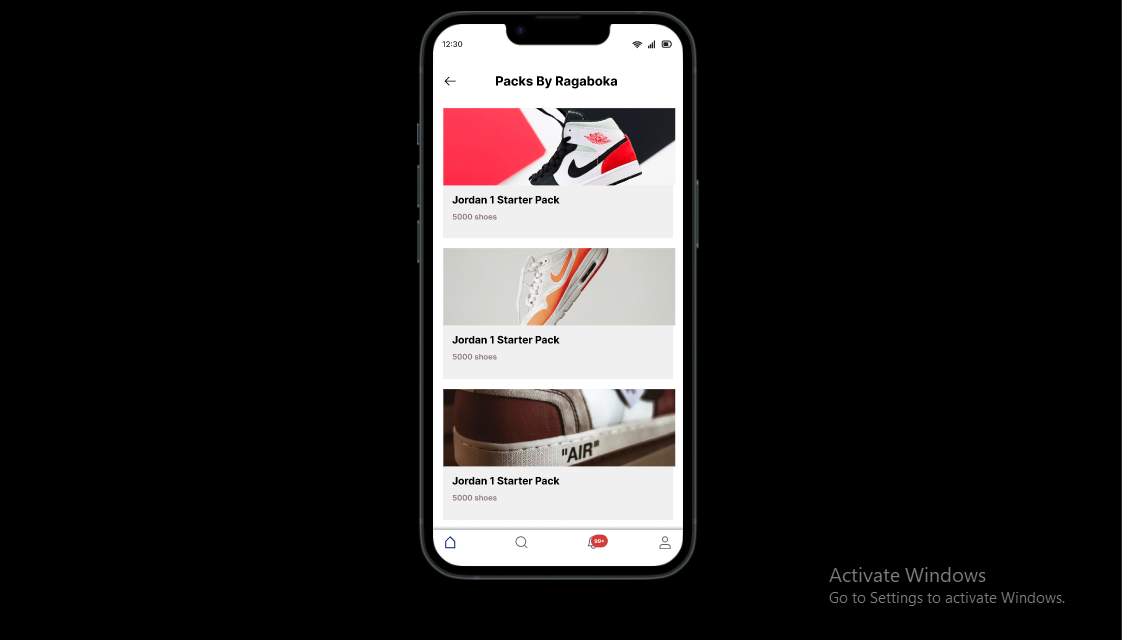 12:30
Packs By Ragaboka
Jordan 1 Starter Pack
5000 shoes
Jordan 1 Starter Pack
5000 shoes
"AIR"
Jordan 1 Starter Pack
5000 shoes
99+
Activate Windows
Go to Settings to activate Windows.